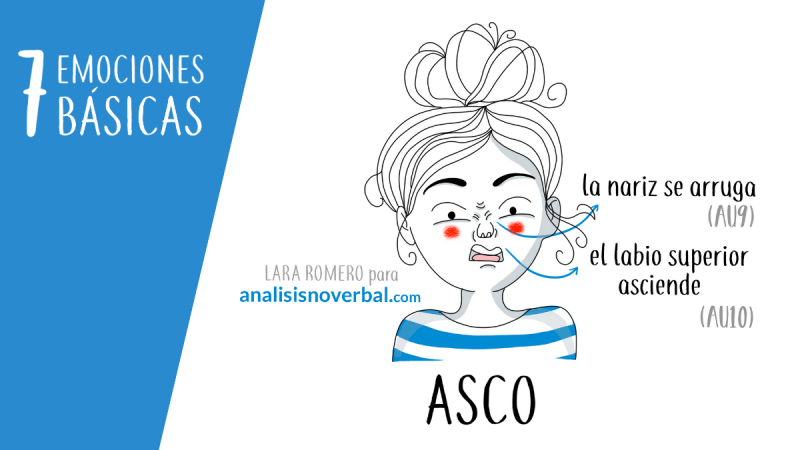 7 EMOCIONES
BÁSICAS
la nariz se arruga
(AU9)
el labio superior
asciende
(AU10)
LARA ROMERO para
analisisnoverbal.com
ASCO